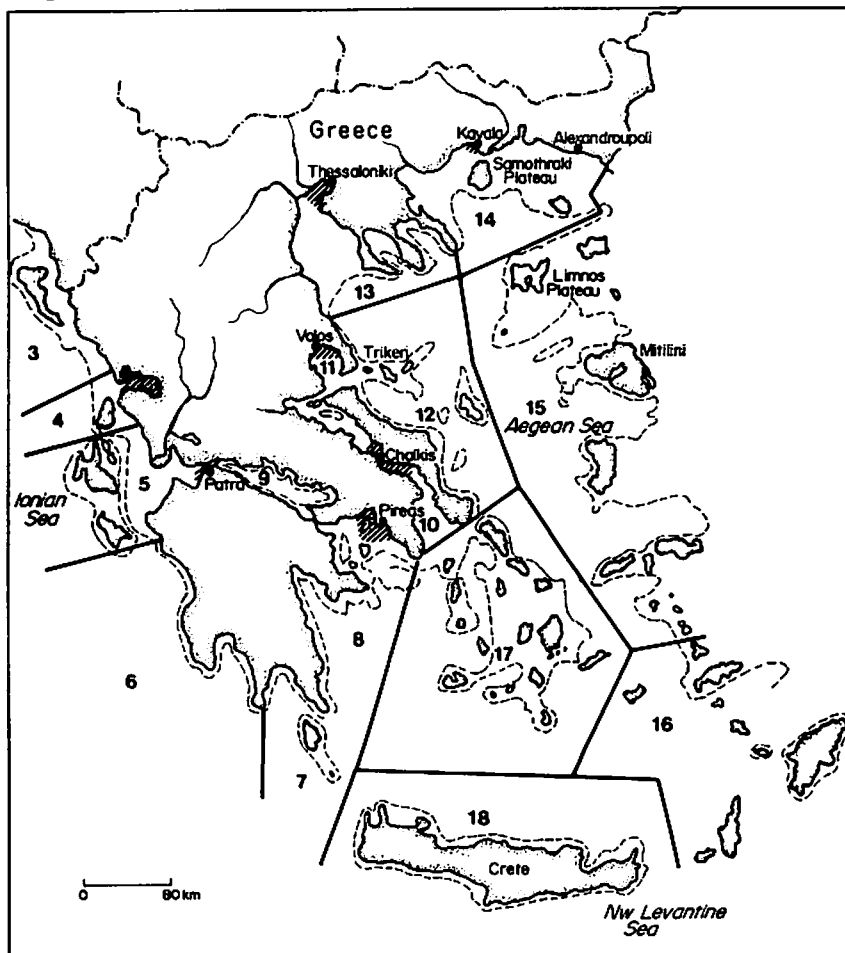 Greece
Kavala
Alexandroupoli
Thessaloniki
Samothraki
Plateau
14
13
Limnos
Plateau
3
Volos
11
Trikeri
Mitilini
4
12
15
Aegean Sea
Chalkis
5
Patra
9
Ionian
Sea
Pireas
10
8
17
6
16
7
18
Crete
0
80 km
Nw Levantine
Sea